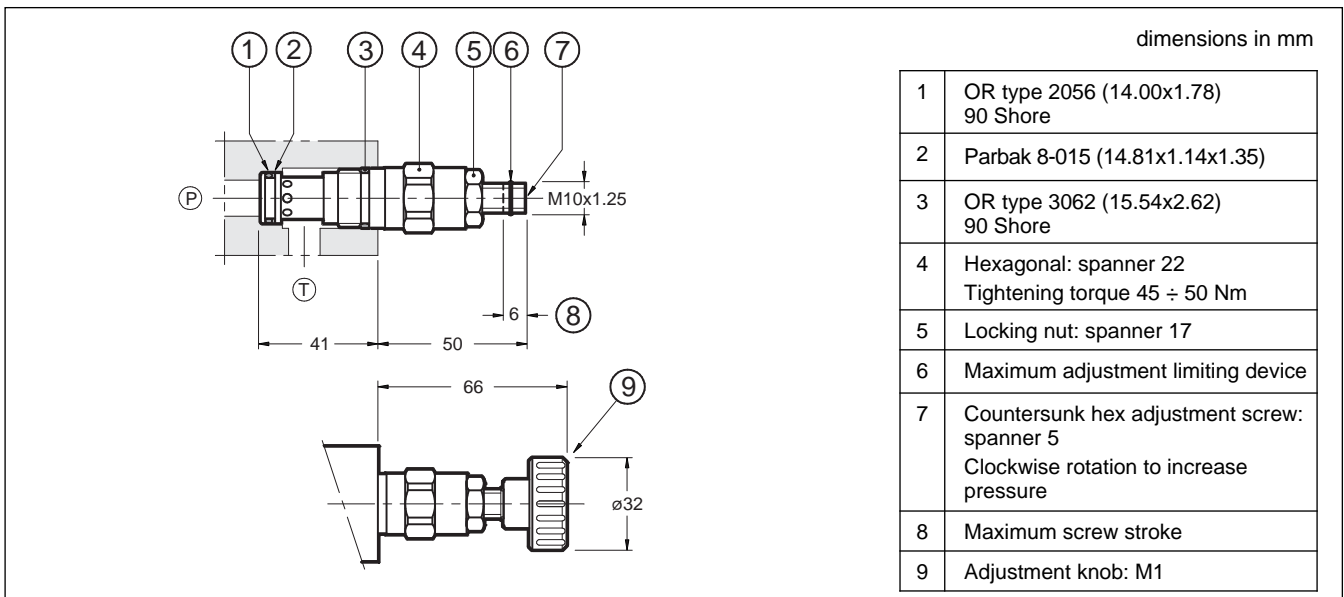 dimensions in mm
1 2 3 4 5 6 7
P
M10x1.25
T
6 8
41 50
66
9
ø32
1 OR type 2056 (14.00x1.78)
90 Shore
2 Parbak 8-015 (14.81x1.14x1.35)
3 OR type 3062 (15.54x2.62)
90 Shore
4 Hexagonal: spanner 22
Tightening torque 45 ÷ 50 Nm
5 Locking nut: spanner 17
6 Maximum adjustment limiting device
7 Countersunk hex adjustment screw:
spanner 5
Clockwise rotation to increase
pressure
8 Maximum screw stroke
9 Adjustment knob: M1